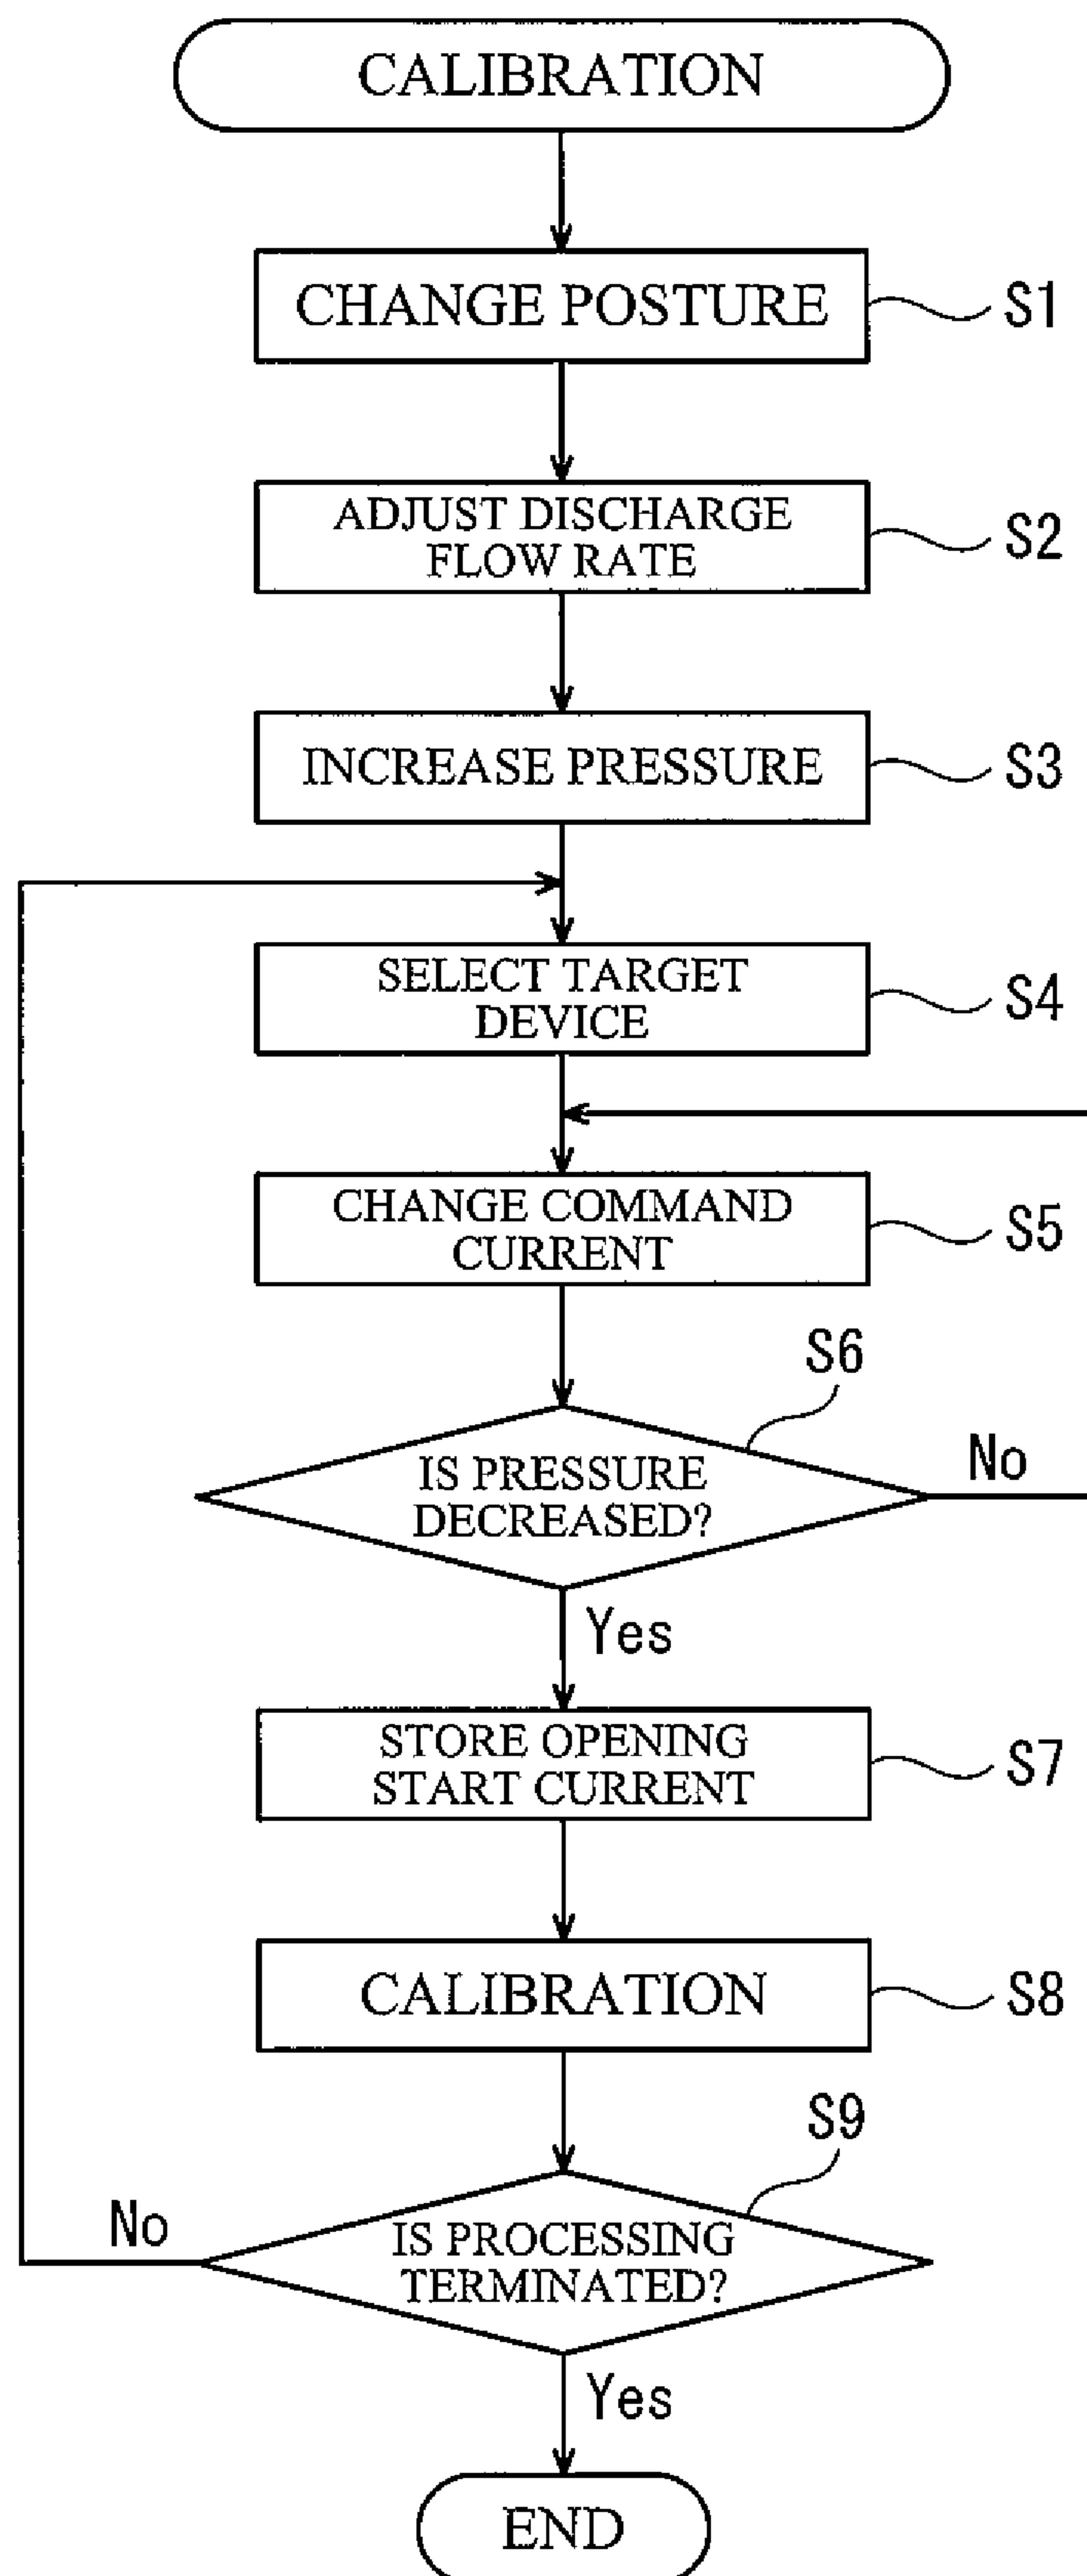 CALIBRATION
CHANGE POSTURE
S1
ADJUST DISCHARGE
FLOW RATE
S2
INCREASE PRESSURE
S3
SELECT TARGET
DEVICE
S4
CHANGE COMMAND
CURRENT
S5
S6
IS PRESSURE
DECREASED?
No
Yes
STORE OPENING
START CURRENT
S7
CALIBRATION
S8
S9
IS PROCESSING
TERMINATED?
No
Yes
END